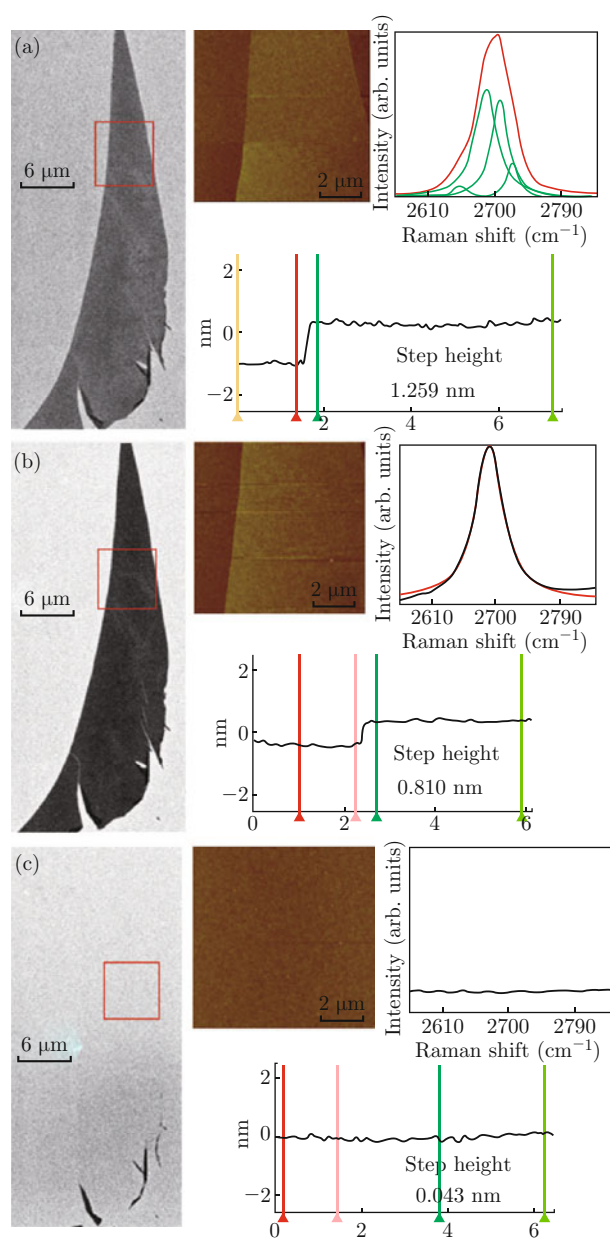 (a)
6 μm
2 μm
Intensity (arb. units)
2610 2700 2790
Raman shift (cm⁻¹)
nm
2
0
−2
Step height
1.259 nm
2 4 6
(b)
6 μm
2 μm
Intensity (arb. units)
2610 2700 2790
Raman shift (cm⁻¹)
nm
2
0
−2
Step height
0.810 nm
0 2 4 6
(c)
6 μm
2 μm
Intensity (arb. units)
2610 2700 2790
Raman shift (cm⁻¹)
nm
2
0
−2
Step height
0.043 nm
0 2 4 6